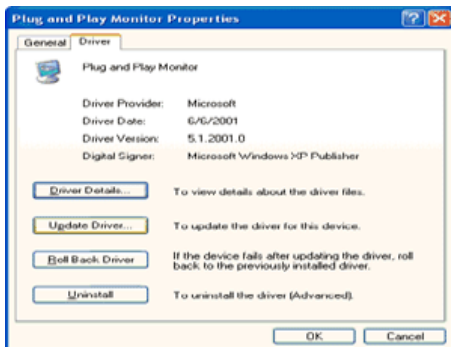 Plug and Play Monitor Properties
General Driver
Plug and Play Monitor
Driver Provider: Microsoft
Driver Date: 6/6/2001
Driver Version: 5.1.2001.0
Digital Signer: Microsoft Windows XP Publisher
Driver Details... To view details about the driver files.
Update Driver... To update the driver for this device.
Roll Back Driver If the device fails after updating the driver, roll
back to the previously installed driver.
Uninstall To uninstall the driver (Advanced).
OK Cancel